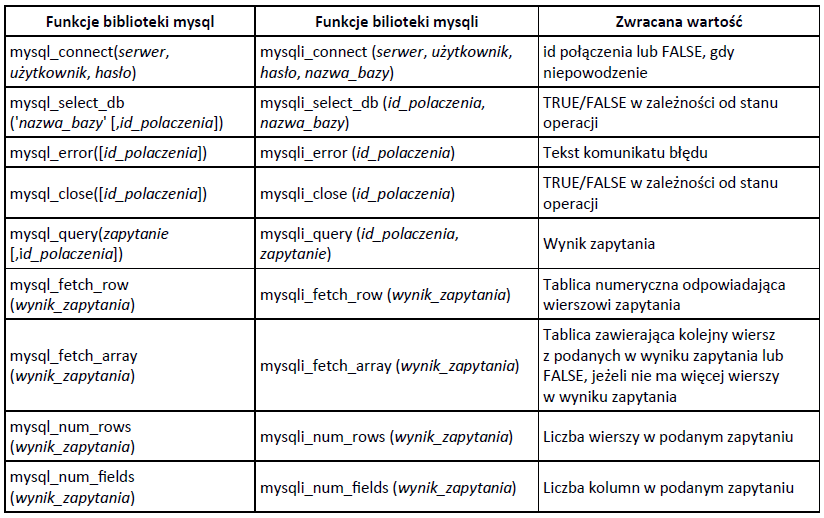 Funkcje biblioteki mysql
Funkcje bilioteki mysqli
Zwracana wartość
mysql_connect(serwer,
użytkownik, hasło)
mysqli_connect (serwer, użytkownik,
hasło, nazwa_bazy)
id połączenia lub FALSE, gdy
niepowodzenie
mysql_select_db
('nazwa_bazy' [,id_polaczenia])
mysqli_select_db (id_polaczenia,
nazwa_bazy)
TRUE/FALSE w zależności od stanu
operacji
mysql_error([id_polaczenia])
mysqli_error (id_polaczenia)
Tekst komunikatu błędu
mysql_close([id_polaczenia])
mysqli_close (id_polaczenia)
TRUE/FALSE w zależności od stanu
operacji
mysql_query(zapytanie
[,id_polaczenia])
mysqli_query (id_polaczenia,
zapytanie)
Wynik zapytania
mysql_fetch_row
(wynik_zapytania)
mysqli_fetch_row (wynik_zapytania)
Tablica numeryczna odpowiadająca
wierszowi zapytania
mysql_fetch_array
(wynik_zapytania)
mysqli_fetch_array (wynik_zapytania)
Tablica zawierająca kolejny wiersz
z podanych w wyniku zapytania lub
FALSE, jeżeli nie ma więcej wierszy
w wyniku zapytania
mysql_num_rows
(wynik_zapytania)
mysqli_num_rows (wynik_zapytania)
Liczba wierszy w podanym zapytaniu
mysql_num_fields
(wynik_zapytania)
mysqli_num_fields (wynik_zapytania)
Liczba kolumn w podanym zapytaniu